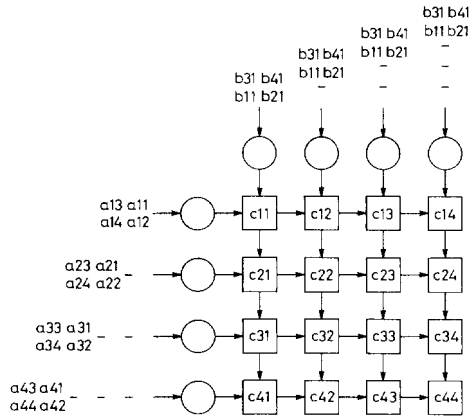 b31 b41
b11 b21
-
-
-
b31 b41
b11 b21
-
-
b31 b41
b11 b21
-
b31 b41
b11 b21
a13 a11
a14 a12
c11 c12 c13 c14
a23 a21
a24 a22 -
c21 c22 c23 c24
a33 a31
a34 a32 - -
c31 c32 c33 c34
a43 a41
a44 a42 - - -
c41 c42 c43 c44